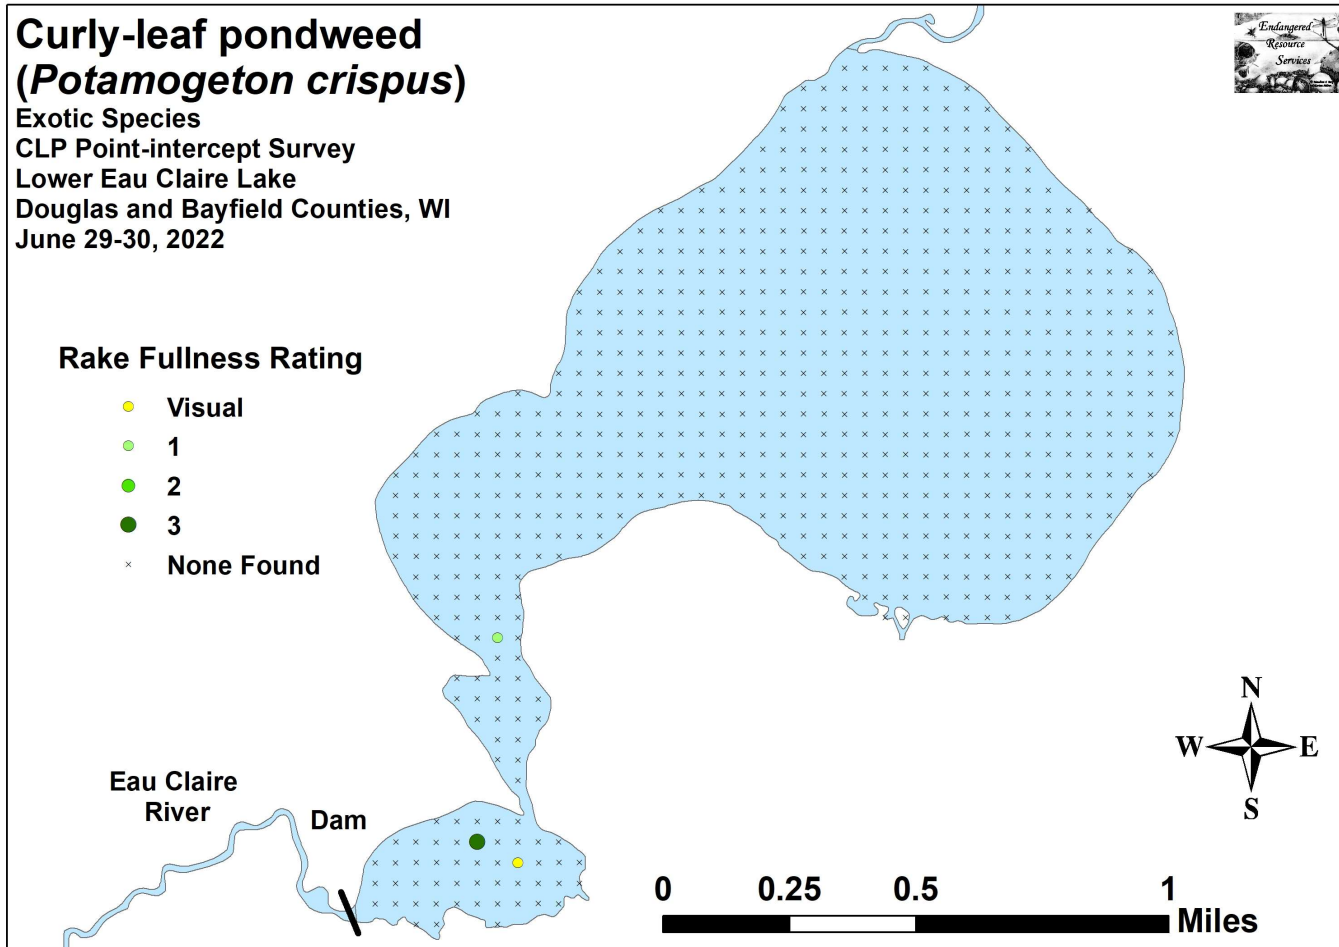 Curly-leaf pondweed
(Potamogeton crispus)
Exotic Species
CLP Point-intercept Survey
Lower Eau Claire Lake
Douglas and Bayfield Counties, WI
June 29-30, 2022
Endangered
Resource
Services
Rake Fullness Rating
Visual
1
2
3
None Found
N
W E
S
Eau Claire
River
Dam
0 0.25 0.5 1
Miles